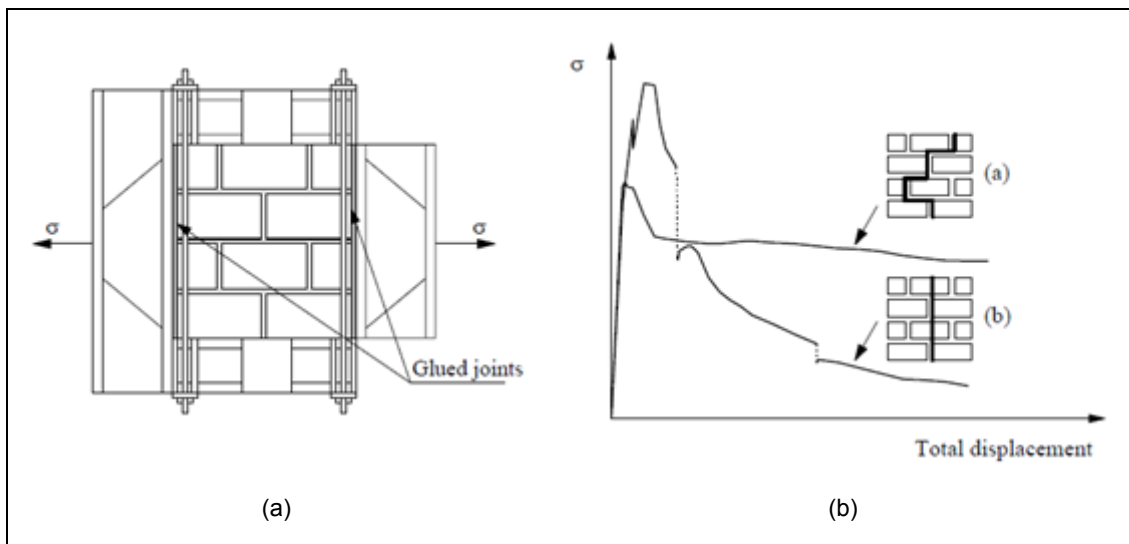 σ
σ
Glued joints
(a)
σ
(a)
(b)
Total displacement
(b)